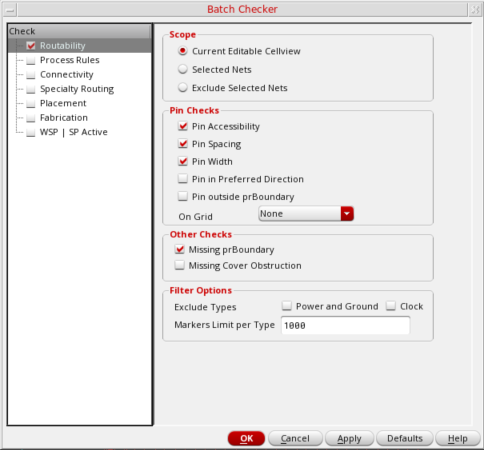 Batch Checker
Check
Routability
Process Rules
Connectivity
Specialty Routing
Placement
Fabrication
WSP | SP Active
Scope
Current Editable Cellview
Selected Nets
Exclude Selected Nets
Pin Checks
Pin Accessibility
Pin Spacing
Pin Width
Pin in Preferred Direction
Pin outside prBoundary
On Grid None
Other Checks
Missing prBoundary
Missing Cover Obstruction
Filter Options
Exclude Types Power and Ground Clock
Markers Limit per Type 1000
OK Cancel Apply Defaults Help